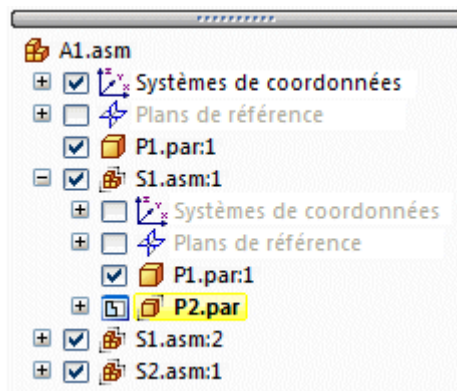 A1.asm
Systèmes de coordonnées
Plans de référence
P1.par:1
S1.asm:1
Systèmes de coordonnées
Plans de référence
P1.par:1
P2.par
S1.asm:2
S2.asm:1